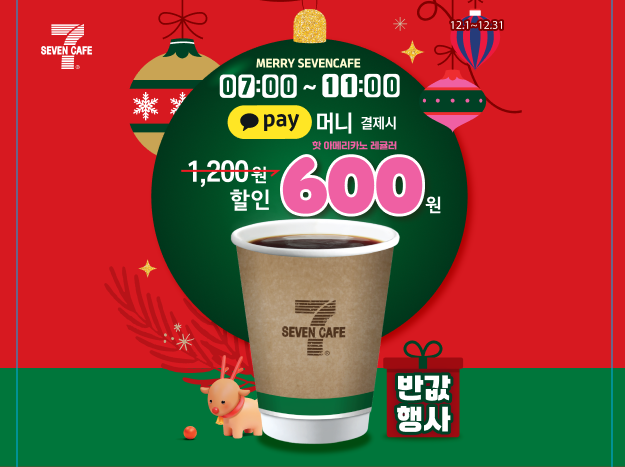 12.1~12.31
7
SEVEN CAFE
MERRY SEVENCAFE
07:00 ~ 11:00
pay 머니 결제시
핫 아메리카노 레귤러
1,200원
할인 600원
7
SEVEN CAFE
반값
행사